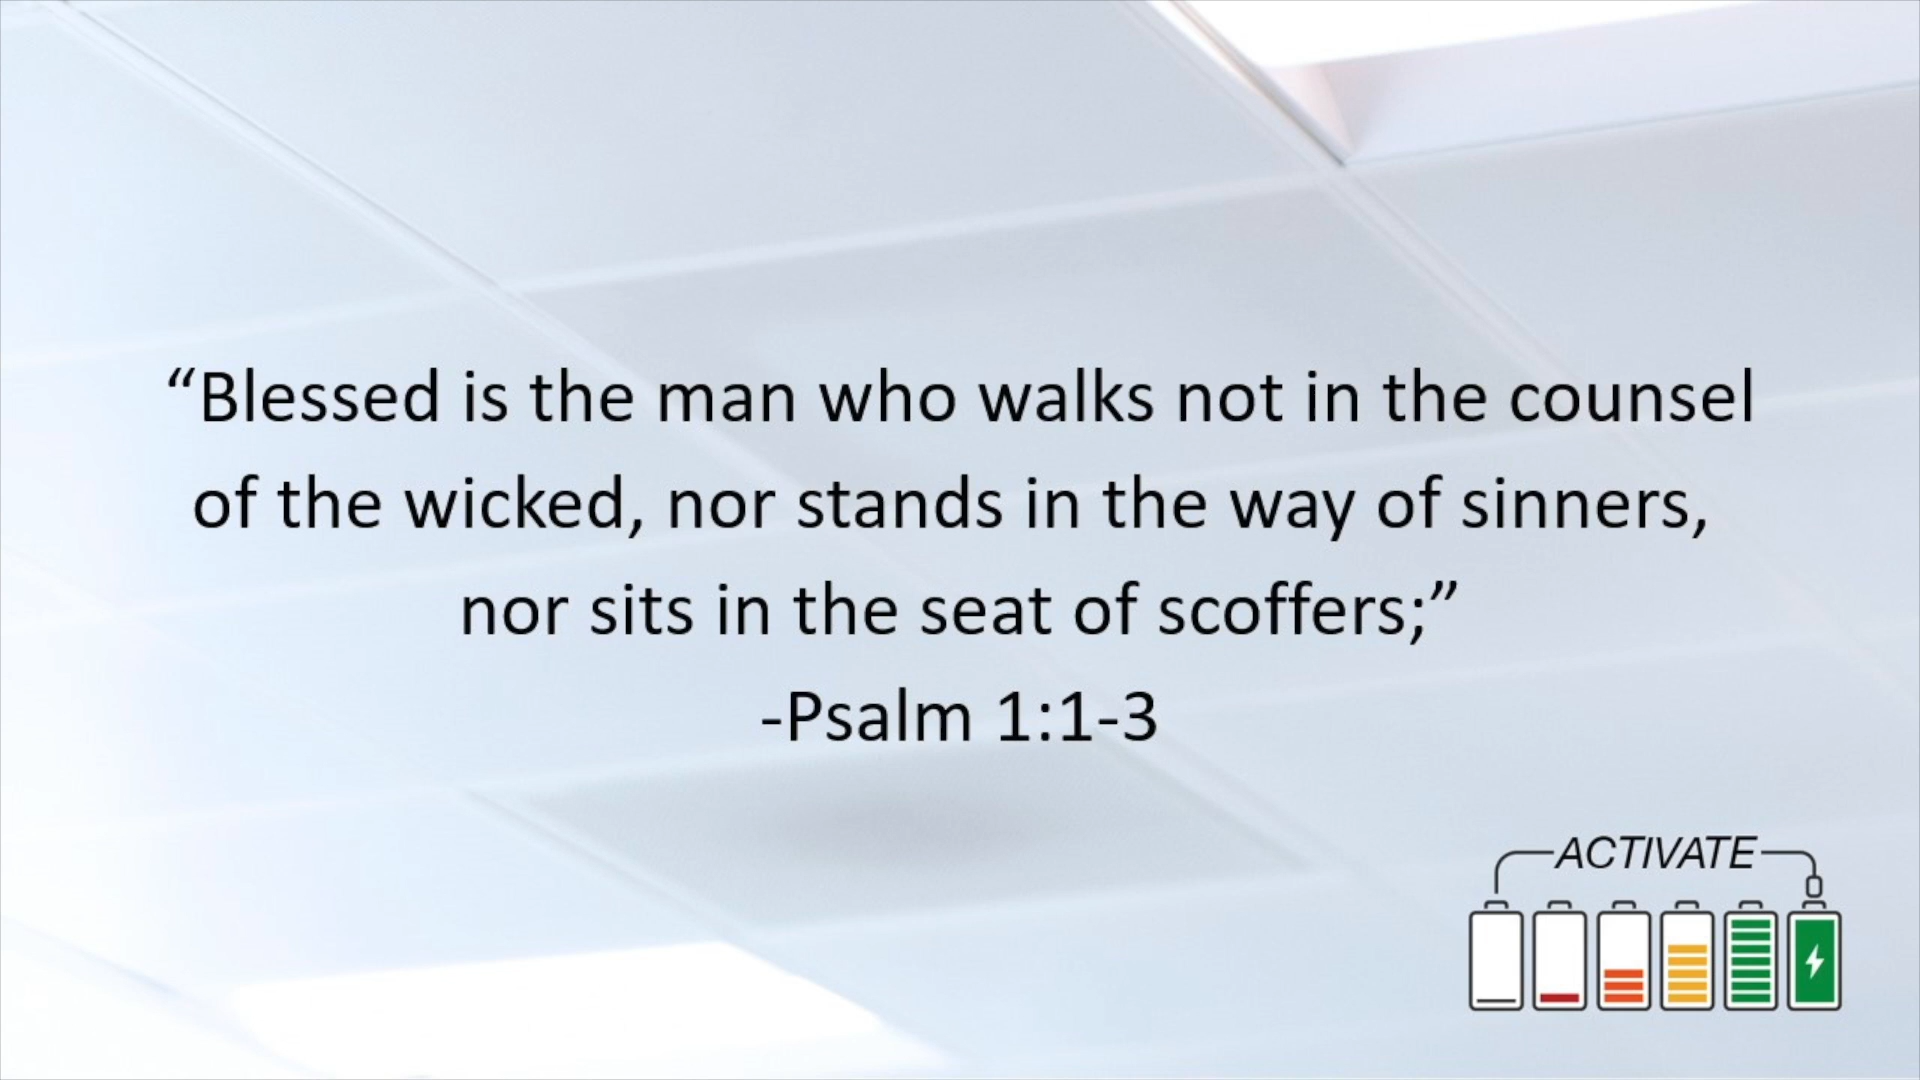 “Blessed is the man who walks not in the counsel
of the wicked, nor stands in the way of sinners,
nor sits in the seat of scoffers;”
-Psalm 1:1-3
ACTIVATE